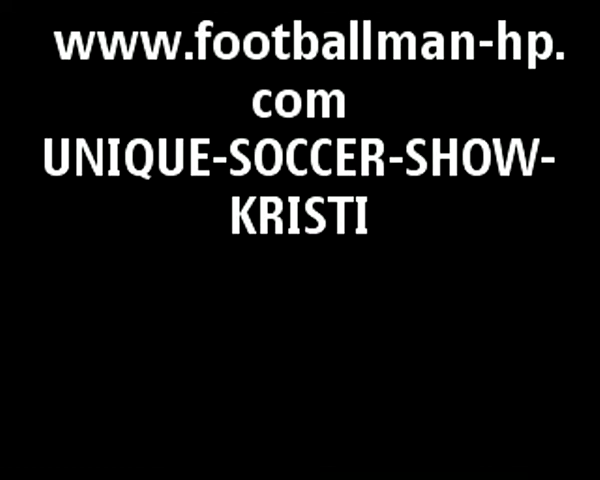 www.footballman-hp.
com
UNIQUE-SOCCER-SHOW-
KRISTI